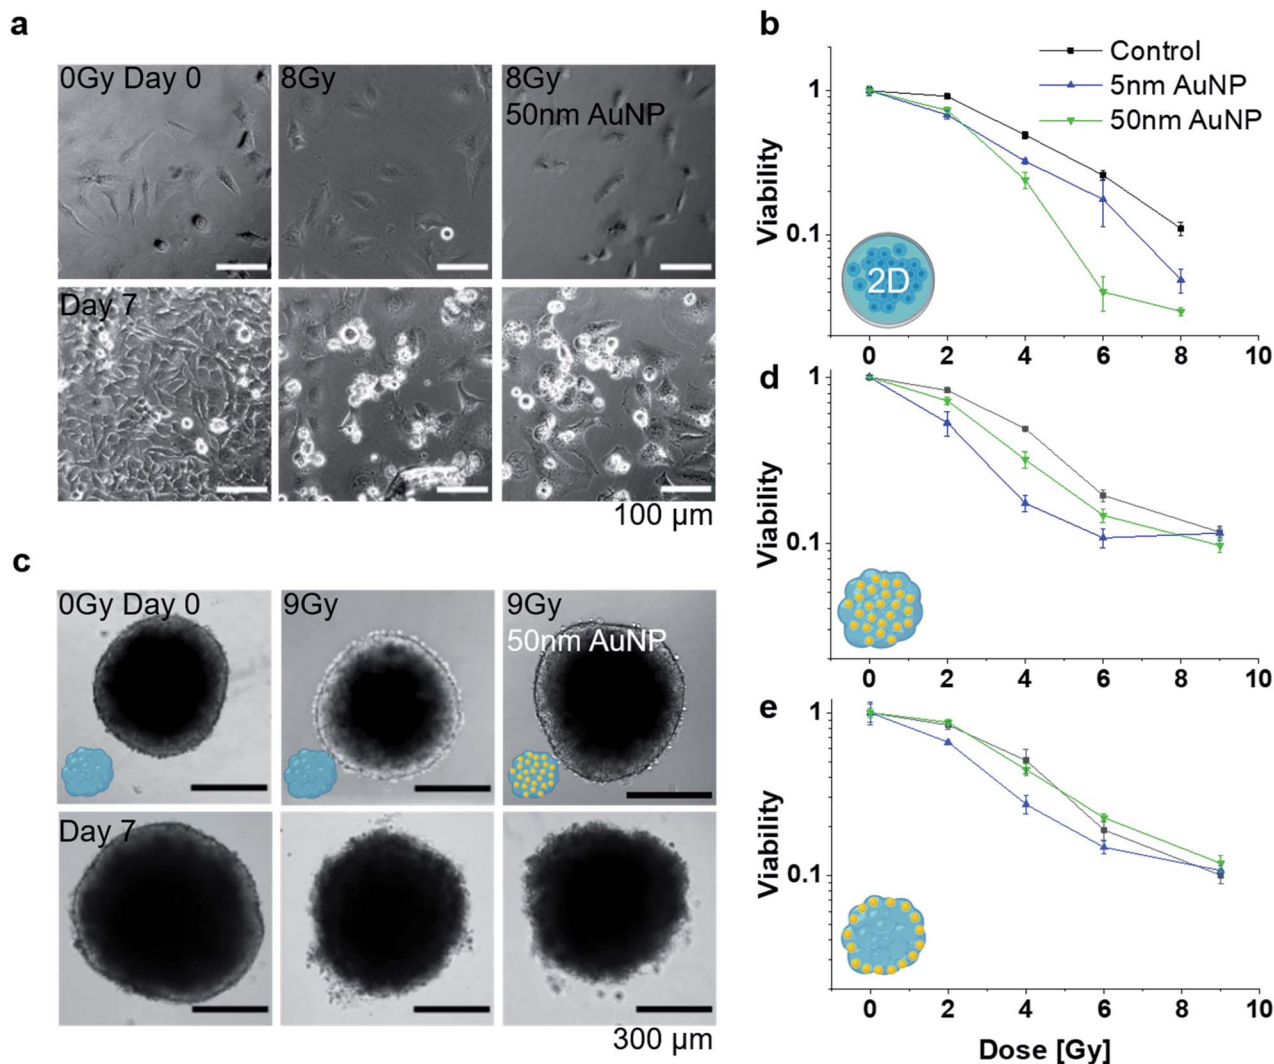 a
0Gy Day 0
8Gy
8Gy
50nm AuNP
Day 7
100 µm
b
Control
5nm AuNP
50nm AuNP
Viability
1
0.1
2D
0 2 4 6 8 10
c
0Gy Day 0
9Gy
9Gy
50nm AuNP
Day 7
300 µm
d
Viability
1
0.1
0 2 4 6 8 10
e
Viability
1
0.1
0 2 4 6 8 10
Dose [Gy]